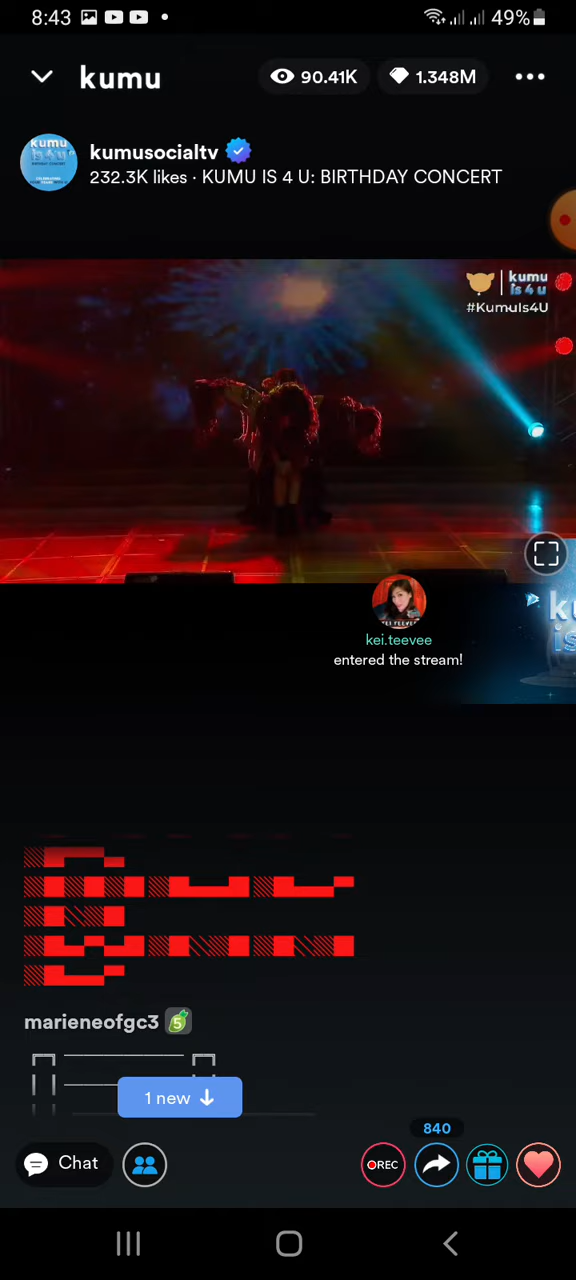 8:43
49%
kumu
90.41K
1.348M
kumusocialtv
232.3K likes · KUMU IS 4 U: BIRTHDAY CONCERT
kumu
is 4 u
#KumuIs4U
kei.teevee
entered the stream!
marieneofgc3 5
1 new
840
Chat
REC